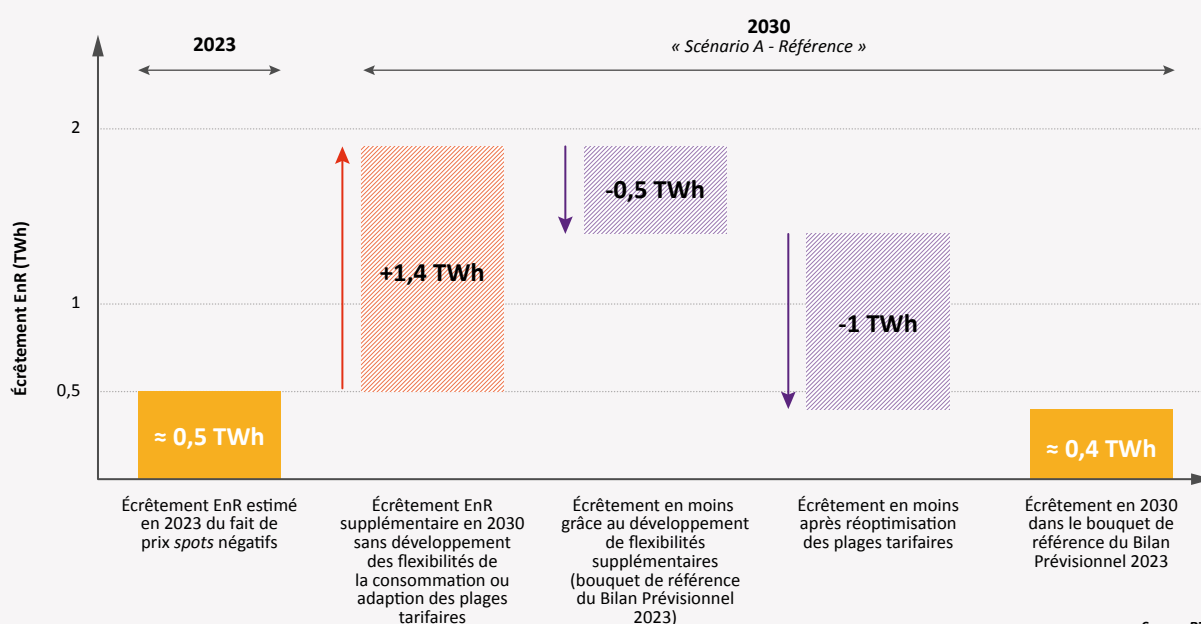 2023
2030
« Scénario A - Référence »
Écrêtement EnR (TWh)
2
1
0,5
≈ 0,5 TWh
+1,4 TWh
-0,5 TWh
-1 TWh
≈ 0,4 TWh
Écrêtement EnR estimé
en 2023 du fait de
prix spots négatifs
Écrêtement EnR
supplémentaire en 2030
sans développement
des flexibilités de
la consommation ou
adaption des plages
tarifaires
Écrêtement en moins
grâce au développement
de flexibilités
supplémentaires
(bouquet de référence
du Bilan Prévisionnel
2023)
Écrêtement en moins
après réoptimisation
des plages tarifaires
Écrêtement en 2030
dans le bouquet de
référence du Bilan
Prévisionnel 2023